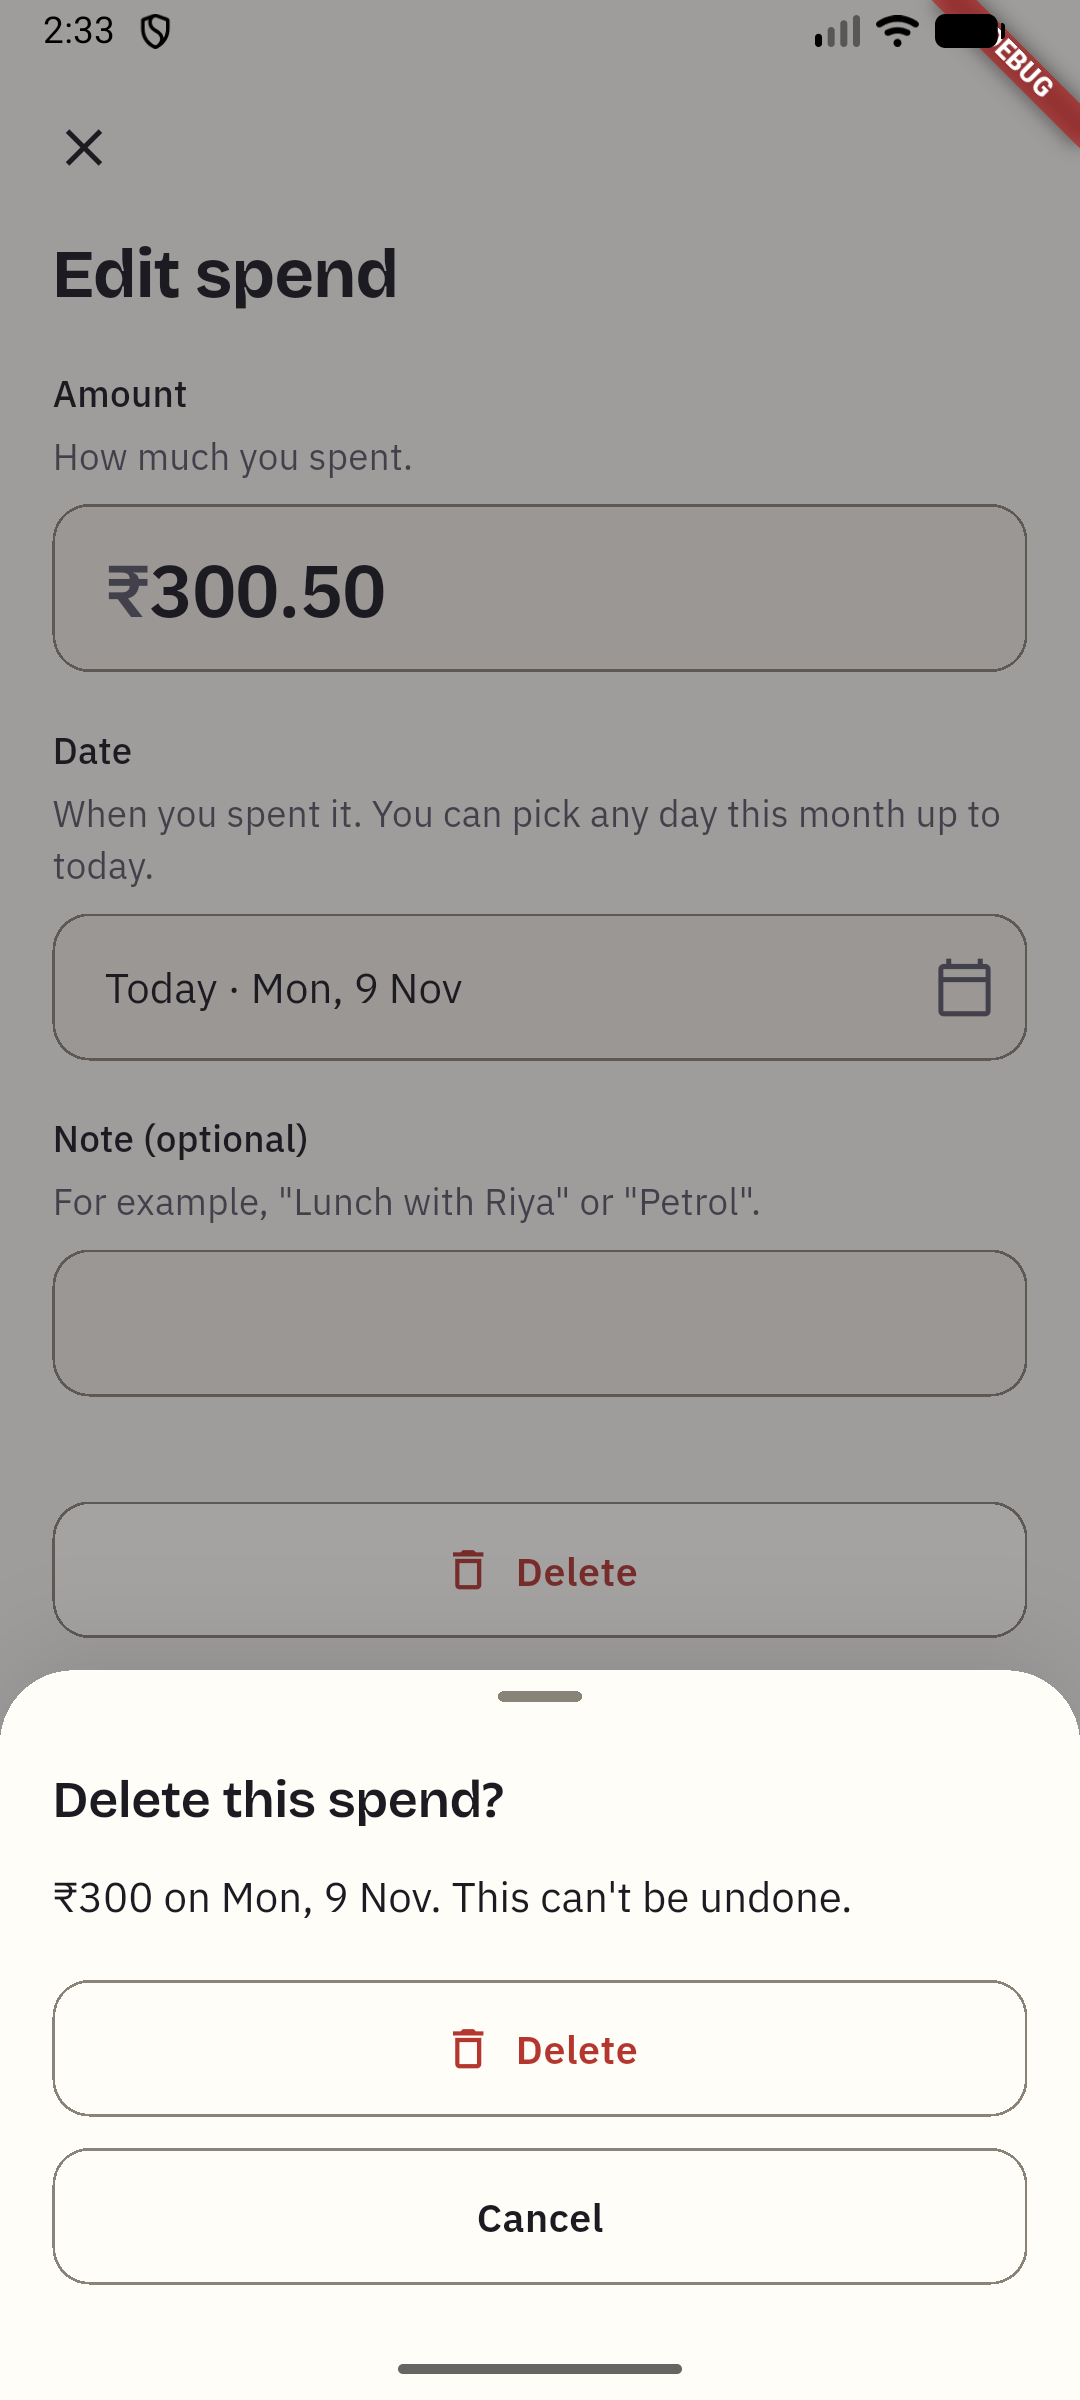 2:33
EBUG
Edit spend
Amount
How much you spent.
₹300.50
Date
When you spent it. You can pick any day this month up to
today.
Today · Mon, 9 Nov
Note (optional)
For example, "Lunch with Riya" or "Petrol".
Delete
Delete this spend?
₹300 on Mon, 9 Nov. This can't be undone.
Delete
Cancel